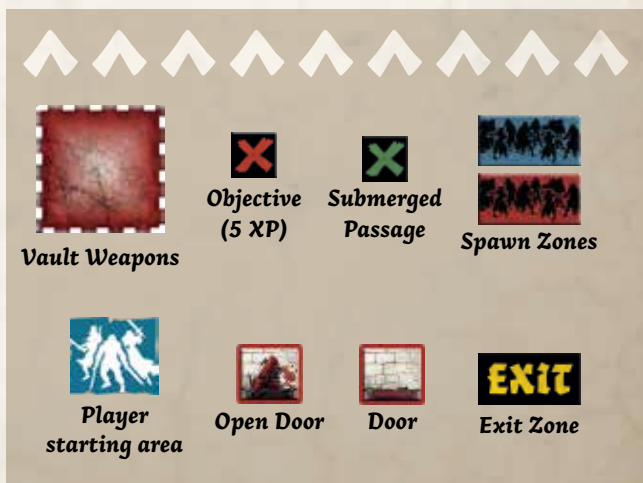 Vault Weapons
Objective
(5 XP)
Submerged
Passage
Spawn Zones
Player
starting area
Open Door
Door
EXIT
Exit Zone